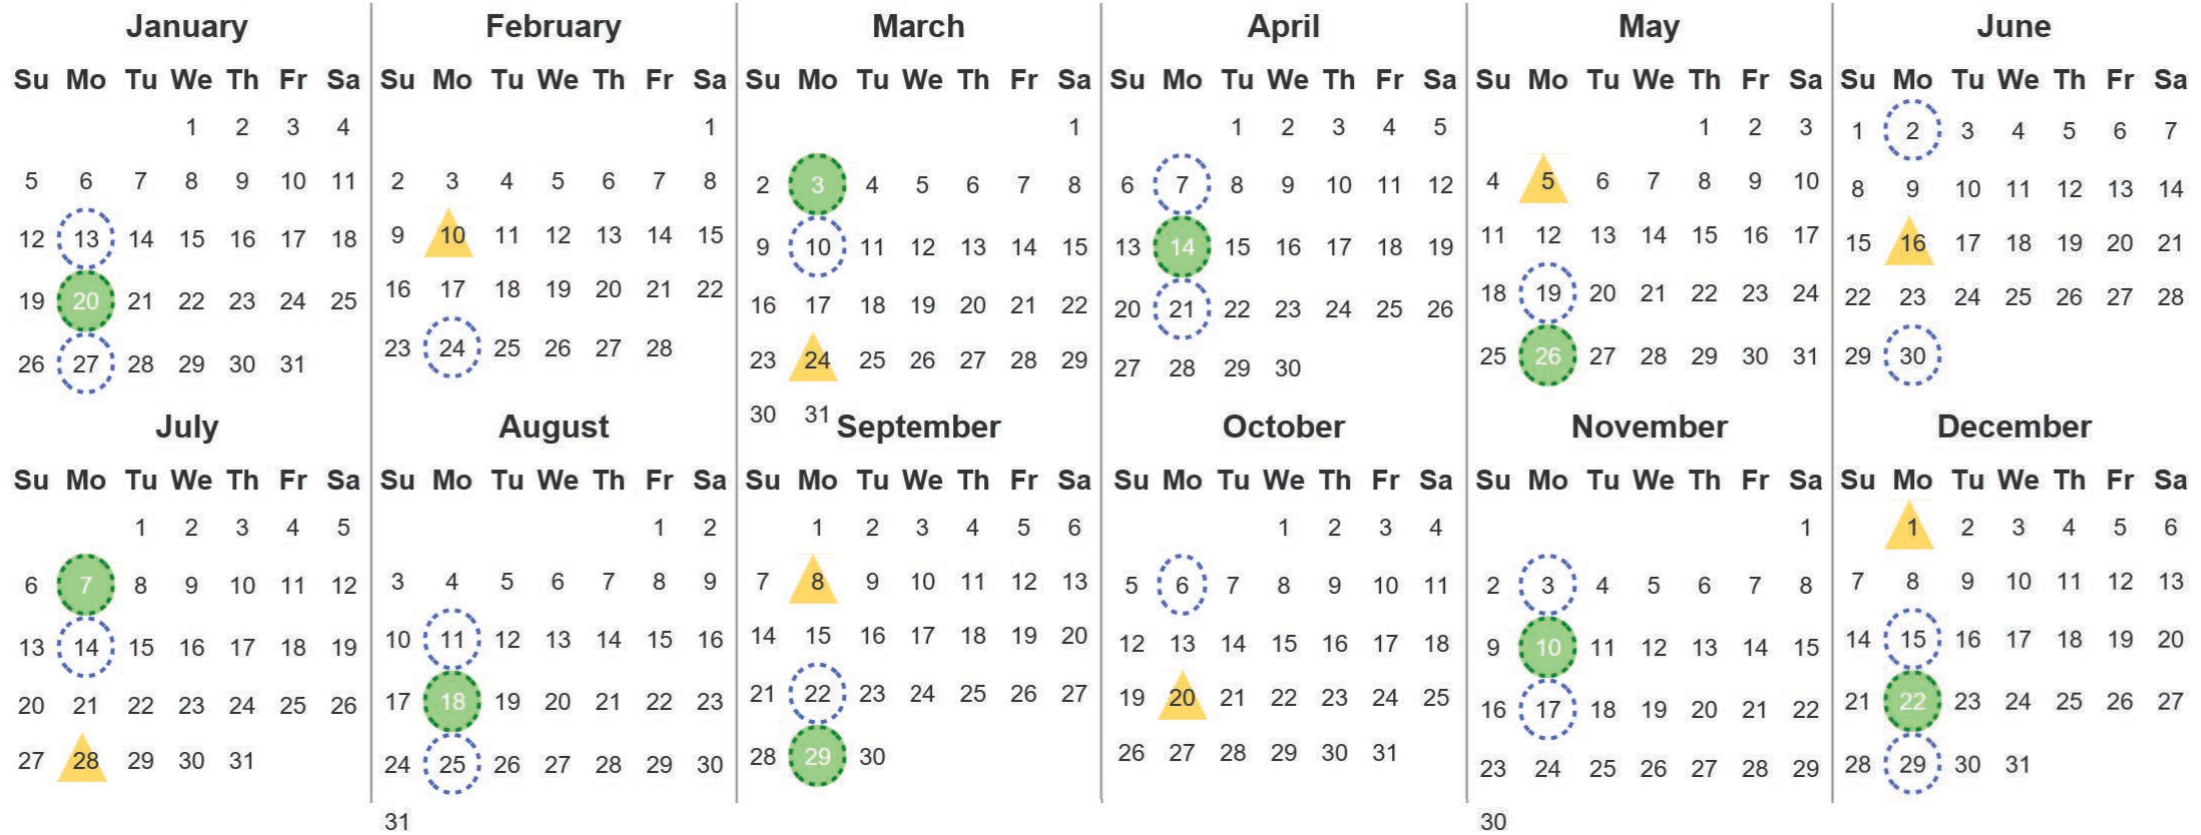 January
Su Mo Tu We Th Fr Sa
1 2 3 4
5 6 7 8 9 10 11
12 13 14 15 16 17 18
19 20 21 22 23 24 25
26 27 28 29 30 31
February
Su Mo Tu We Th Fr Sa
1
2 3 4 5 6 7 8
9 10 11 12 13 14 15
16 17 18 19 20 21 22
23 24 25 26 27 28
March
Su Mo Tu We Th Fr Sa
1
2 3 4 5 6 7 8
9 10 11 12 13 14 15
16 17 18 19 20 21 22
23 24 25 26 27 28 29
30 31
April
Su Mo Tu We Th Fr Sa
1 2 3 4 5
6 7 8 9 10 11 12
13 14 15 16 17 18 19
20 21 22 23 24 25 26
27 28 29 30
May
Su Mo Tu We Th Fr Sa
1 2 3
4 5 6 7 8 9 10
11 12 13 14 15 16 17
18 19 20 21 22 23 24
25 26 27 28 29 30 31
June
Su Mo Tu We Th Fr Sa
1 2 3 4 5 6 7
8 9 10 11 12 13 14
15 16 17 18 19 20 21
22 23 24 25 26 27 28
29 30
July
Su Mo Tu We Th Fr Sa
1 2 3 4 5
6 7 8 9 10 11 12
13 14 15 16 17 18 19
20 21 22 23 24 25 26
27 28 29 30 31
August
Su Mo Tu We Th Fr Sa
1 2
3 4 5 6 7 8 9
10 11 12 13 14 15 16
17 18 19 20 21 22 23
24 25 26 27 28 29 30
31
September
Su Mo Tu We Th Fr Sa
1 2 3 4 5 6
7 8 9 10 11 12 13
14 15 16 17 18 19 20
21 22 23 24 25 26 27
28 29 30
October
Su Mo Tu We Th Fr Sa
1 2 3 4
5 6 7 8 9 10 11
12 13 14 15 16 17 18
19 20 21 22 23 24 25
26 27 28 29 30 31
November
Su Mo Tu We Th Fr Sa
1
2 3 4 5 6 7 8
9 10 11 12 13 14 15
16 17 18 19 20 21 22
23 24 25 26 27 28 29
30
December
Su Mo Tu We Th Fr Sa
1 2 3 4 5 6
7 8 9 10 11 12 13
14 15 16 17 18 19 20
21 22 23 24 25 26 27
28 29 30 31